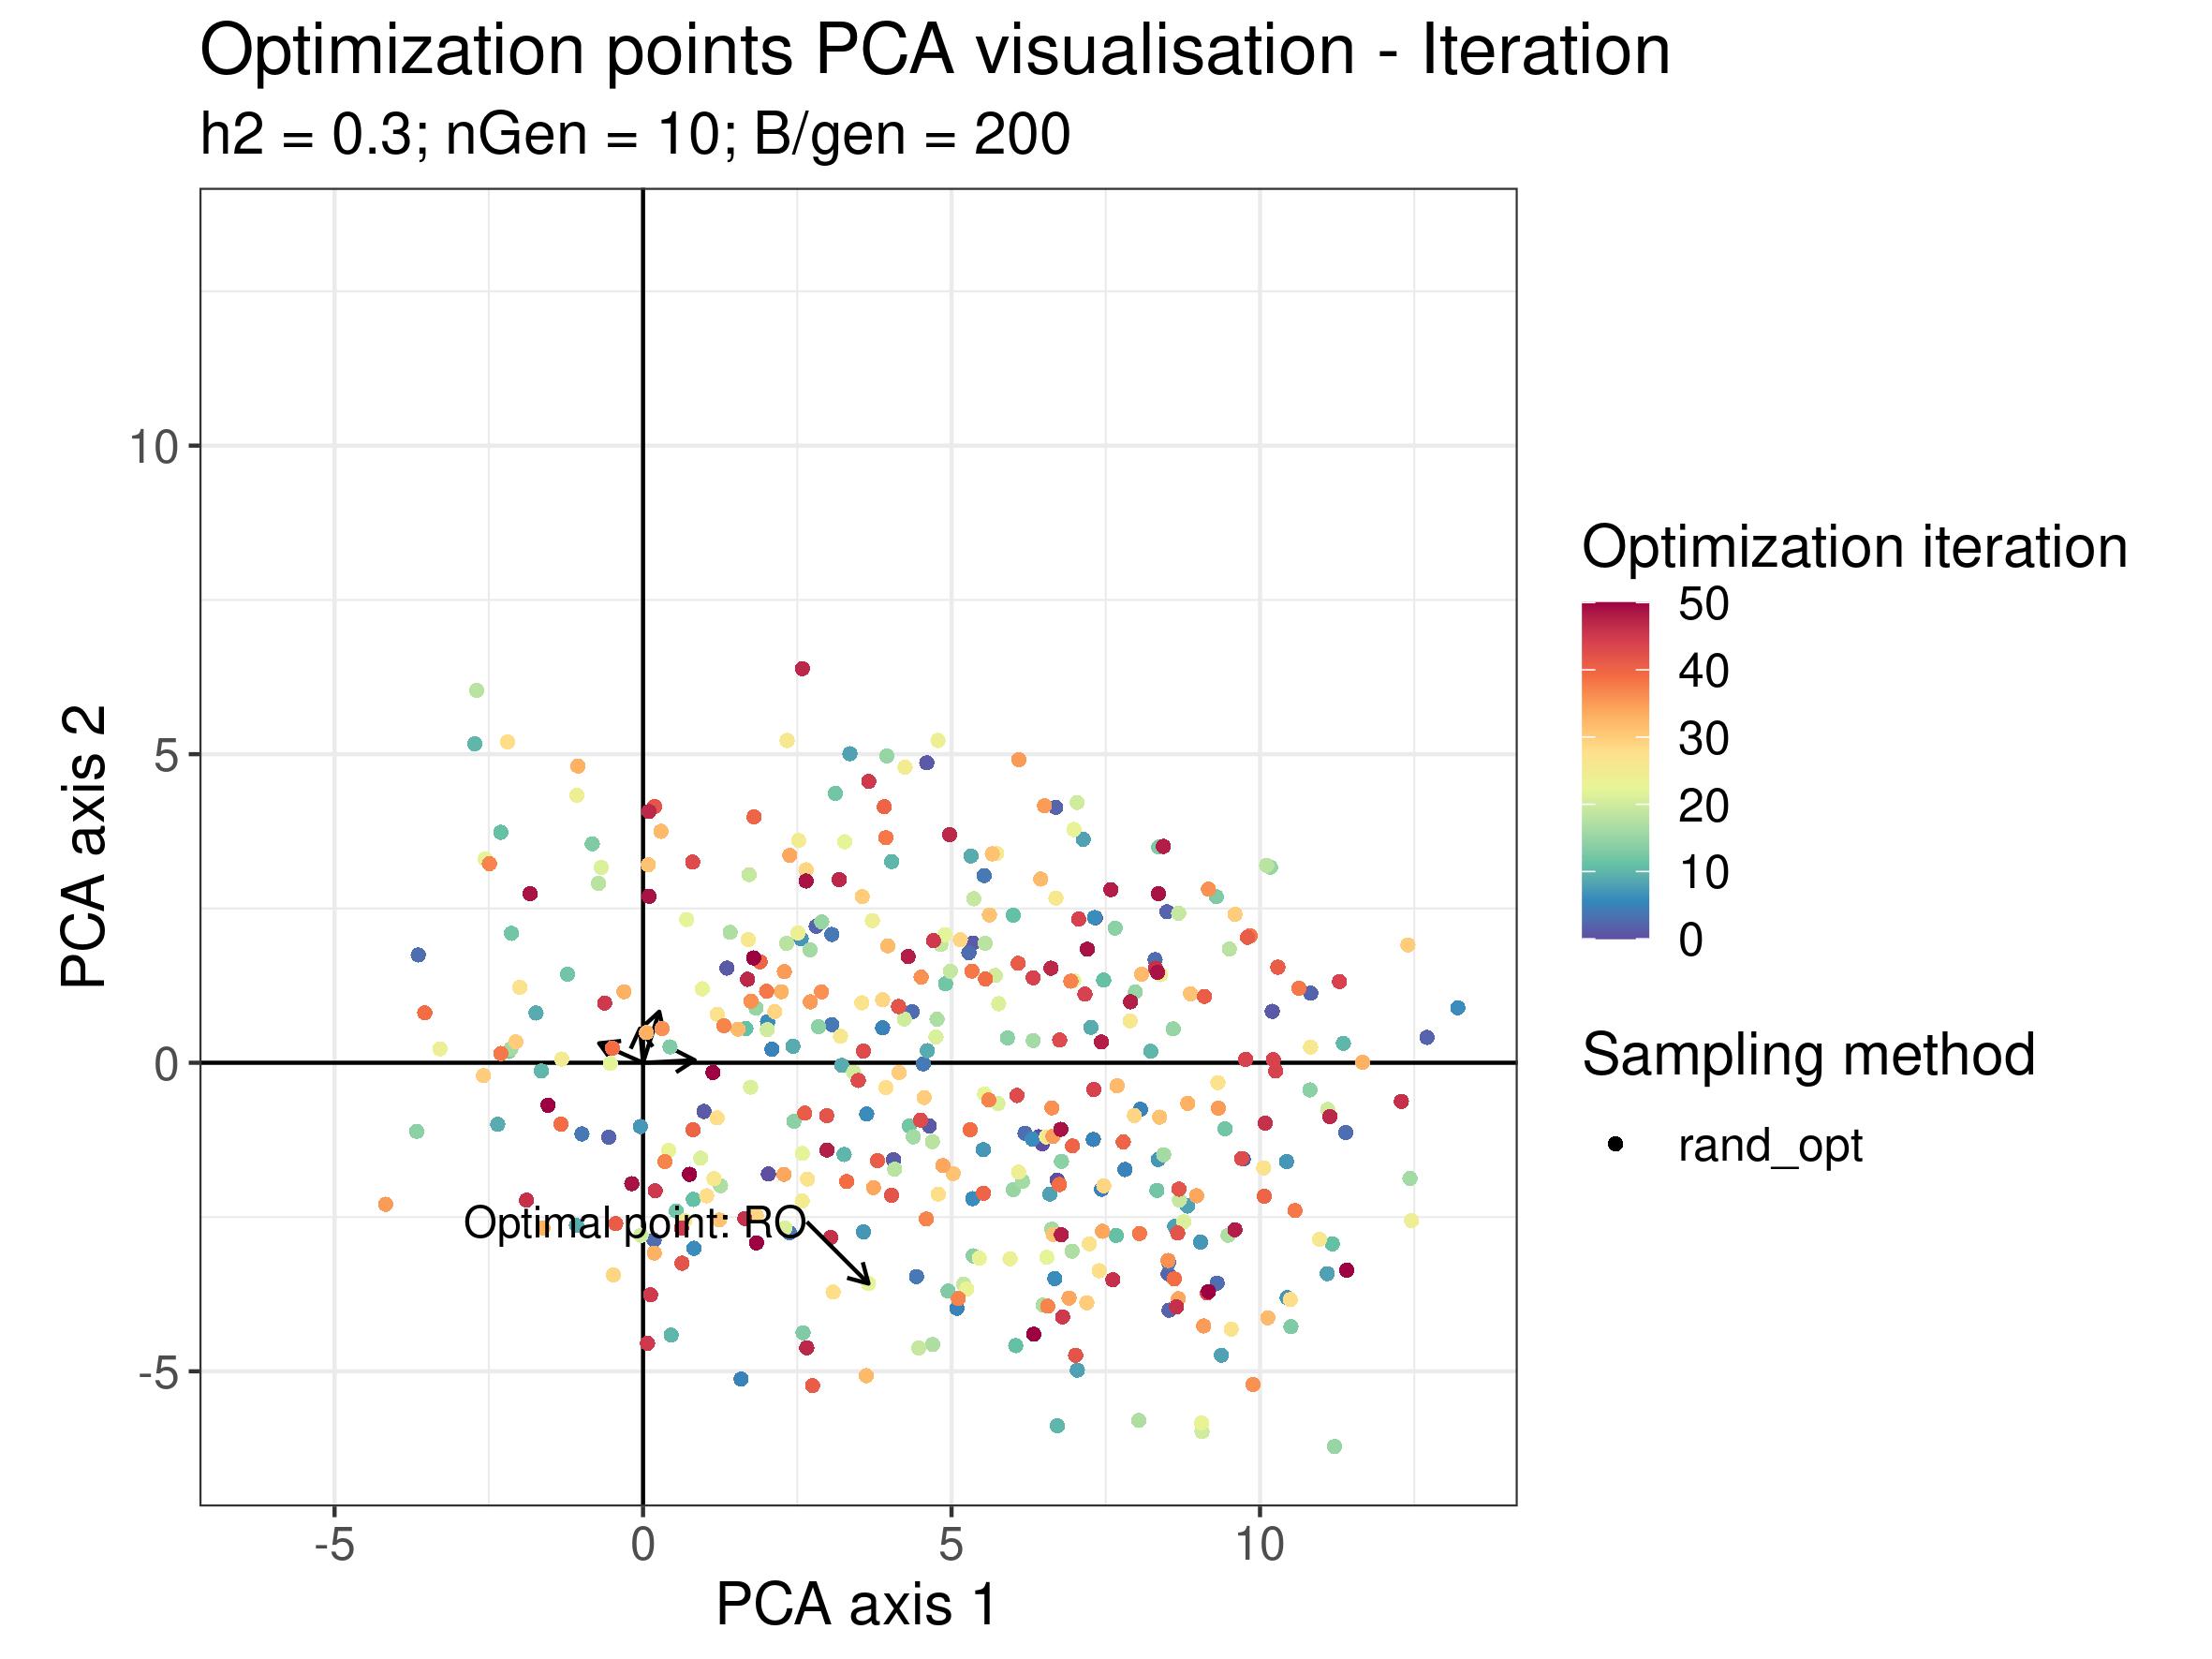 Optimization points PCA visualisation - Iteration
h2 = 0.3; nGen = 10; B/gen = 200
PCA axis 2
10
5
0
-5
Optimal point: RO
-5
0
5
10
PCA axis 1
Optimization iteration
50
40
30
20
10
0
Sampling method
rand_opt